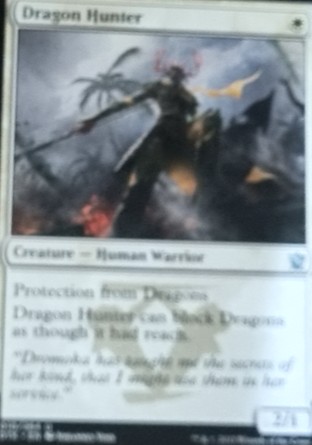 Dragon Hunter
Creature — Human Warrior
Protection from Dragons
Dragon Hunter can block Dragons
as though it had reach.
"Dromoka has taught me the secrets of
her kind, that I might use them in her
service."
2/1